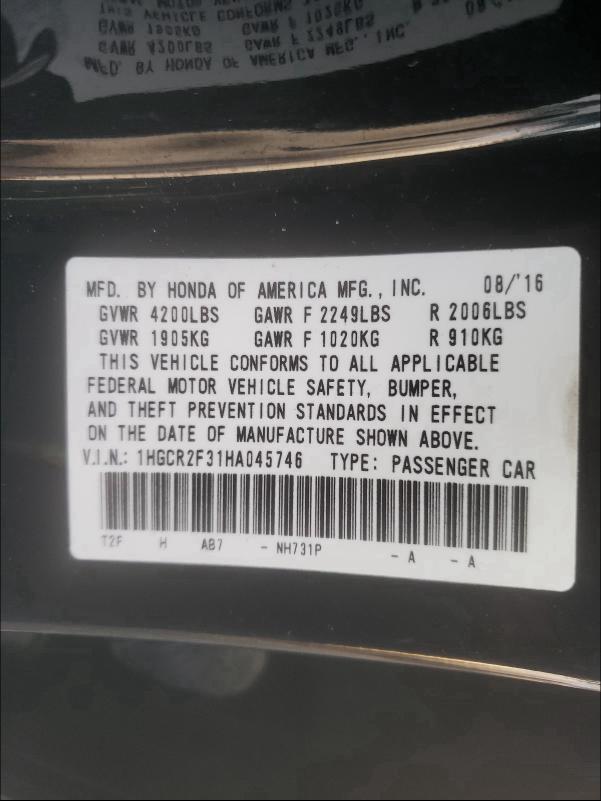 MFD. BY HONDA OF AMERICA MFG., INC. 08/'16
GVWR 4200LBS GAWR F 2249LBS R 2006LBS
GVWR 1905KG GAWR F 1020KG R 910KG
THIS VEHICLE CONFORMS TO ALL APPLICABLE
FEDERAL MOTOR VEHICLE SAFETY, BUMPER,
AND THEFT PREVENTION STANDARDS IN EFFECT
ON THE DATE OF MANUFACTURE SHOWN ABOVE.
V.I.N.: 1HGCR2F31HA045746 TYPE: PASSENGER CAR
T2F H AB7 - NH731P - A - A